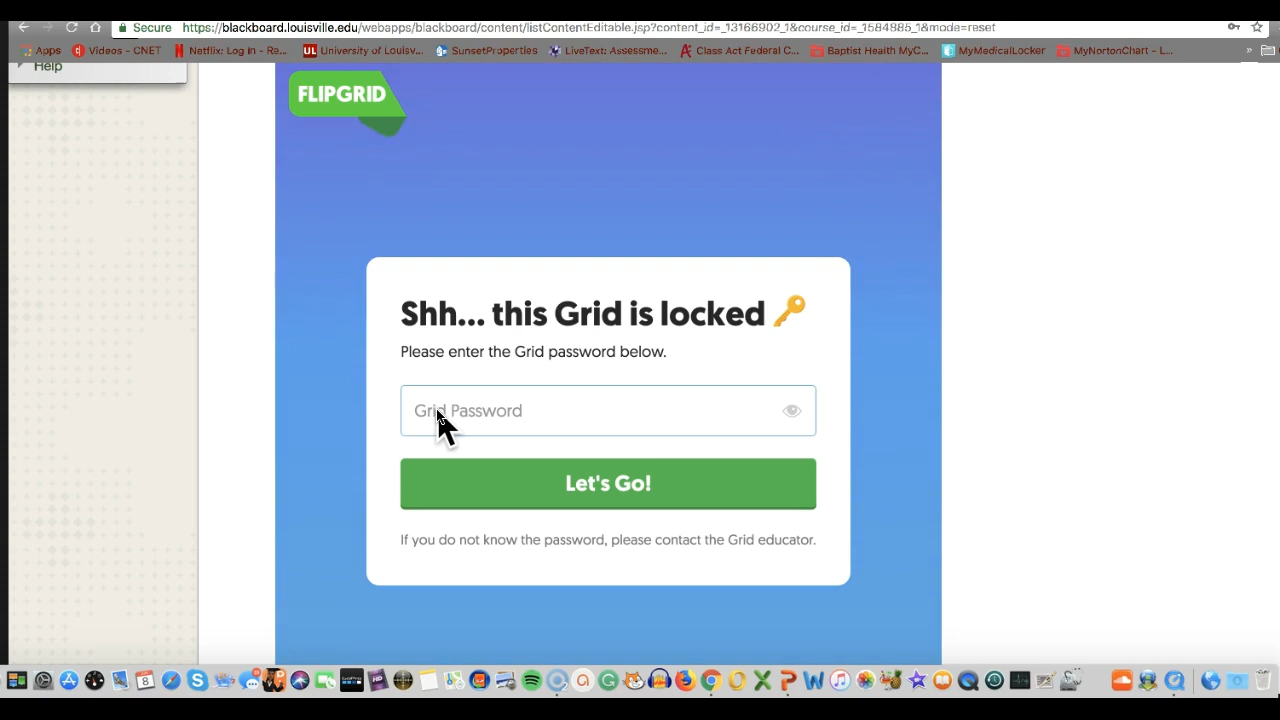 Secure https://blackboard.louisville.edu/webapps/blackboard/content/listContentEditable.jsp?content_id=_13166902_1&course_id=_1584885_1&mode=reset
Apps Videos - CNET Netflix: Log in - Re... UL University of Louisv... SunsetProperties LiveText: Assessme... Class Act Federal C... Baptist Health MyC... MyMedicalLocker MyNortonChart - L... »
Help
FLIPGRID
Shh... this Grid is locked
Please enter the Grid password below.
Grid Password
Let's Go!
If you do not know the password, please contact the Grid educator.
8